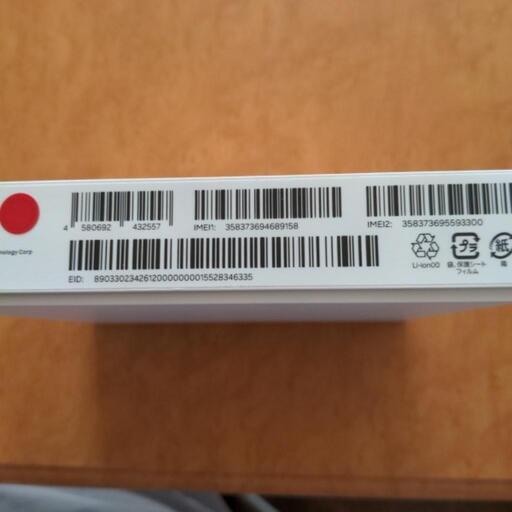 nology Corp
4 580692 432557
IMEI1: 358373694689158
IMEI2: 358373695593300
EID: 89033023426120000000015528346335
Li-ion00
プラ
袋、保護シート
フィルム
紙
箱